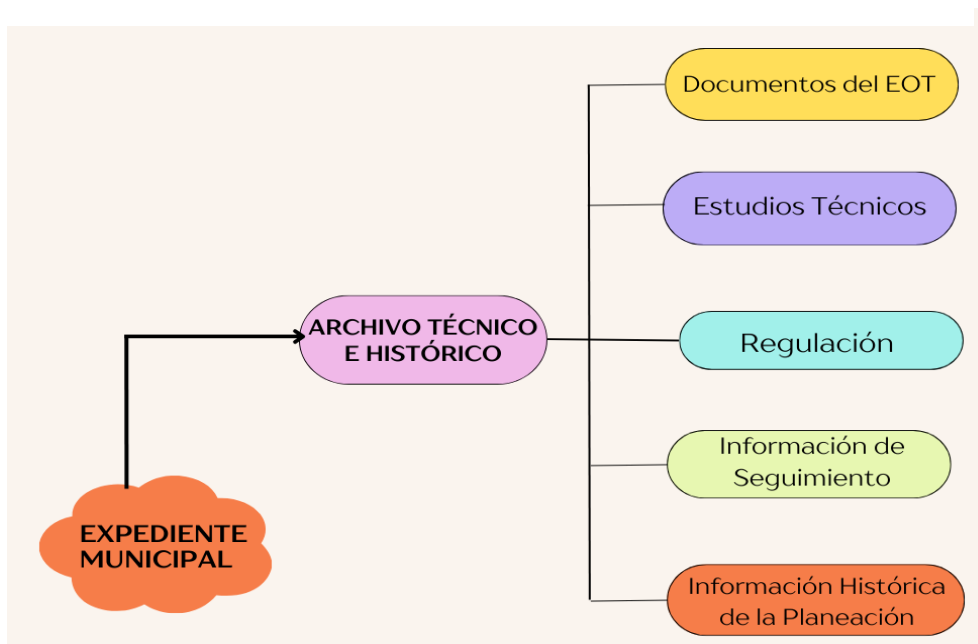 Documentos del EOT
Estudios Técnicos
ARCHIVO TÉCNICO
E HISTÓRICO
Regulación
Información de
Seguimiento
EXPEDIENTE
MUNICIPAL
Información Histórica
de la Planeación